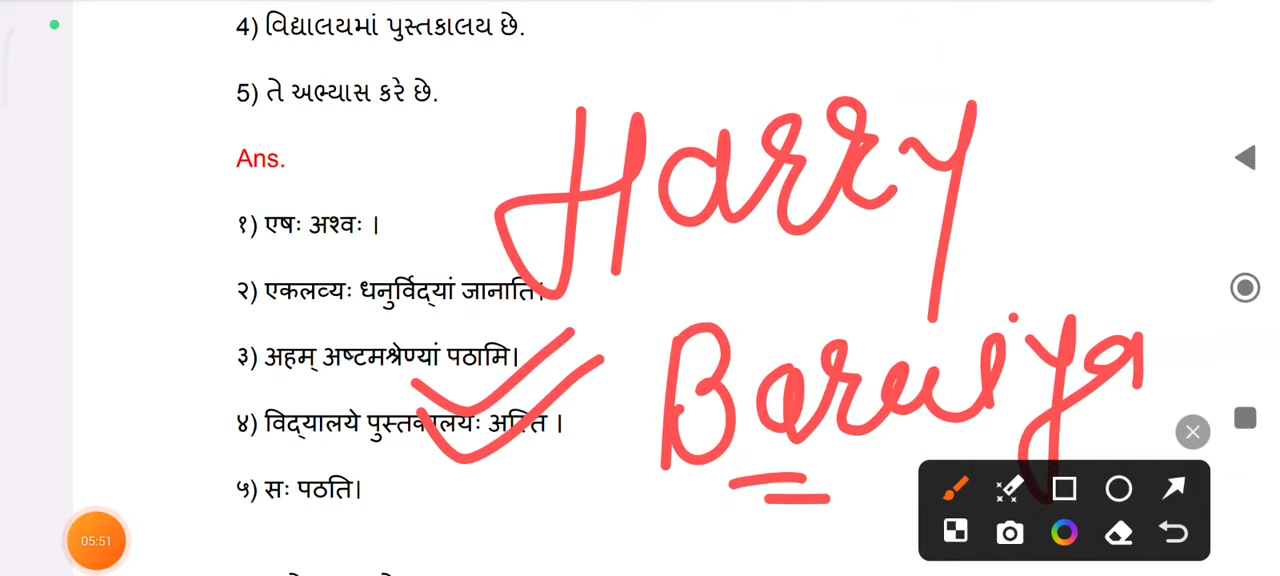 4) વિદ્યાલયમાં પુસ્તકાલય છે.
5) તે અભ્યાસ કરે છે.
Ans.
१) एषः अश्वः ।
२) एकलव्यः धनुर्विद्यां जानाति।
३) अहम् अष्टमश्रेण्यां पठामि।
४) विद्यालये पुस्तकालयः अस्ति ।
५) सः पठति।
Harry
Baruiya
05:51